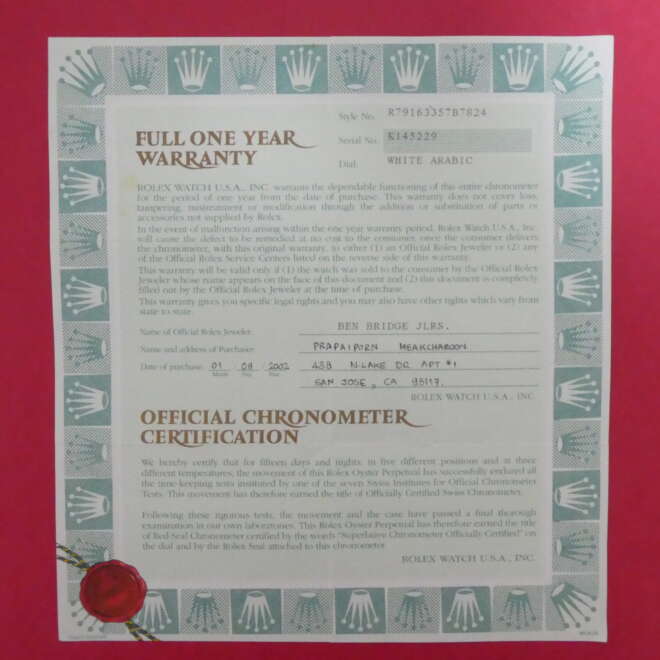 Style No. R79163357B7824
FULL ONE YEAR
WARRANTY
Serial No. K145229
Dial: WHITE ARABIC
ROLEX WATCH U.S.A., INC. warrants the dependable functioning of this entire chronometer
for the period of one year from the date of purchase. This warranty does not cover loss,
tampering, mistreatment or modification through the addition or substitution of parts or
accessories not supplied by Rolex.
In the event of malfunction arising within the one year warranty period, Rolex Watch U.S.A., Inc.
will cause the defect to be remedied at no cost to the consumer, once the consumer delivers
the chronometer, with this original warranty, to either (1) an Official Rolex Jeweler or (2) any
of the Official Rolex Service Centers listed on the reverse side of this warranty.
This warranty will be valid only if (1) the watch was sold to the consumer by the Official Rolex
Jeweler whose name appears on the face of this document and (2) this document is completely
filled out by the Official Rolex Jeweler at the time of purchase.
This warranty gives you specific legal rights and you may also have other rights which vary from
state to state.
Name of Official Rolex Jeweler: BEN BRIDGE JLRS.
Name and address of Purchaser: PRAPAIPORN MEAKCHAROON
Date of purchase: 01 09 2002 438 N-LAKE DR APT #1
Month Day Year
SAN JOSE, CA 95117.
ROLEX WATCH U.S.A., INC.
OFFICIAL CHRONOMETER
CERTIFICATION
We hereby certify that for fifteen days and nights, in five different positions and at three
different temperatures, the movement of this Rolex Oyster Perpetual has successfully endured all
the time-keeping tests instituted by one of the seven Swiss Institutes for Official Chronometer
Tests. This movement has therefore earned the title of Officially Certified Swiss Chronometer.
Following these rigorous tests, the movement and the case have passed a final thorough
examination in our own laboratories. This Rolex Oyster Perpetual has therefore earned the title
of Red Seal Chronometer certified by the words "Superlative Chronometer Officially Certified" on
the dial and by the Rolex Seal attached to this chronometer.
ROLEX WATCH U.S.A., INC.